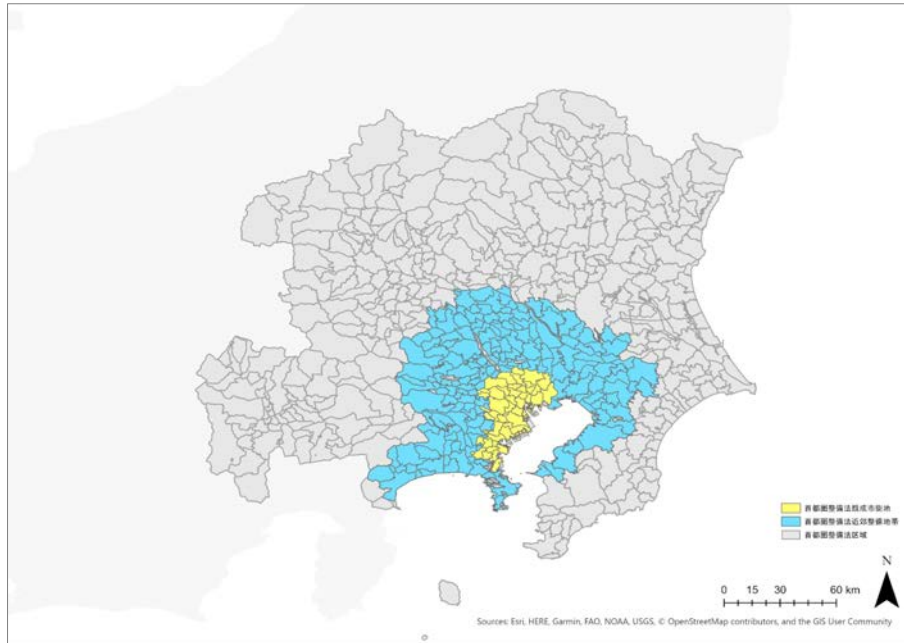 首都圏整備法既成市街地
首都圏整備法近郊整備地帯
首都圏整備法区域
N
0 15 30 60 km
Sources: Esri, HERE, Garmin, FAO, NOAA, USGS, © OpenStreetMap contributors, and the GIS User Community